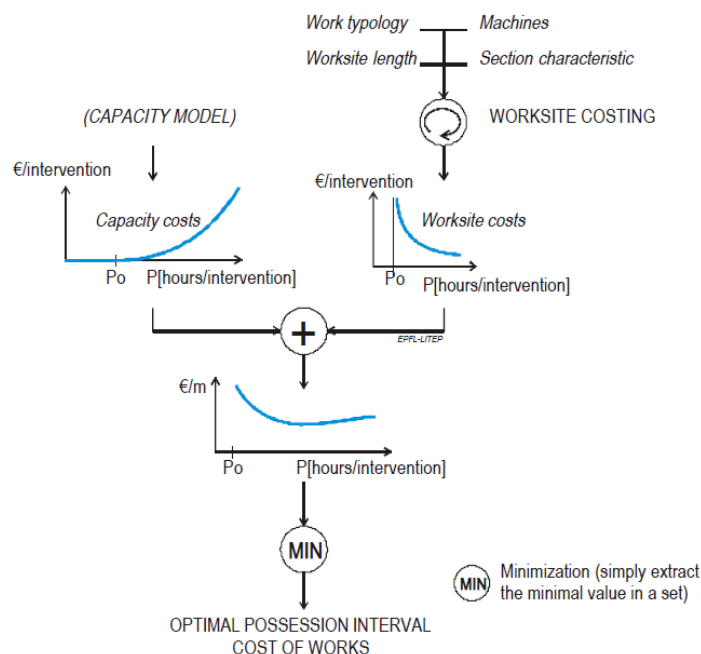 Work typology Machines
Worksite length Section characteristic
(CAPACITY MODEL) WORKSITE COSTING
€/intervention €/intervention
Capacity costs Worksite costs
Po P[hours/intervention] Po P[hours/intervention]
+
EPFL-LITEP
€/m
Po P[hours/intervention]
MIN
MIN Minimization (simply extract
the minimal value in a set)
OPTIMAL POSSESSION INTERVAL
COST OF WORKS